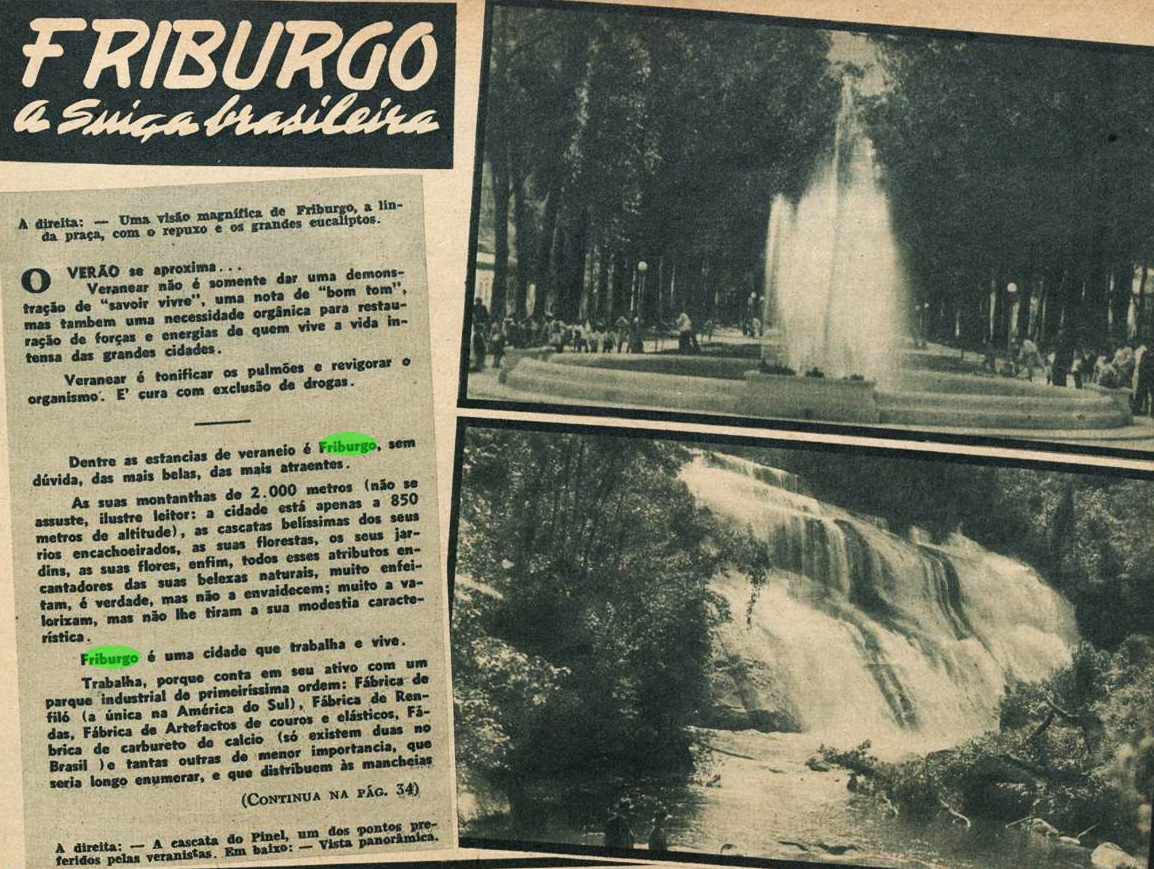 FRIBURGO
a Suiça brasileira
A direita: — Uma visão magnífica de Friburgo, a lin-
da praça, com o repuxo e os grandes eucaliptos.
O VERÃO se aproxima...
Veranear não é somente dar uma demons-
tração de "savoir vivre", uma nota de "bom tom",
mas tambem uma necessidade orgânica para restau-
ração de forças e energias de quem vive a vida in-
tensa das grandes cidades.
Veranear é tonificar os pulmões e revigorar o
organismo. E' cura com exclusão de drogas.
Dentre as estancias de veraneio é Friburgo, sem
dúvida, das mais belas, das mais atraentes.
As suas montanthas de 2.000 metros (não se
assuste, ilustre leitor: a cidade está apenas a 850
metros de altitude), as cascatas belíssimas dos seus
rios encachoeirados, as suas florestas, os seus jar-
dins, as suas flores, enfim, todos esses atributos en-
cantadores das suas belezas naturais, muito enfei-
tam, é verdade, mas não a envaidecem; muito a va-
lorizam, mas não lhe tiram a sua modestia caracte-
rística.
Friburgo é uma cidade que trabalha e vive.
Trabalha, porque conta em seu ativo com um
parque industrial de primeiríssima ordem: Fábrica de
filó (a única na América do Sul), Fábrica de Ren-
das, Fábrica de Artefactos de couros e elásticos, Fá-
brica de carbureto de calcio (só existem duas no
Brasil )e tantas outras de menor importancia, que
seria longo enumerar, e que distribuem às mancheias
(CONTINUA NA PÁG. 34)
A direita: — A cascata do Pinel, um dos pontos pre-
feridos pelas veranistas. Em baixo: — Vista panorâmica.